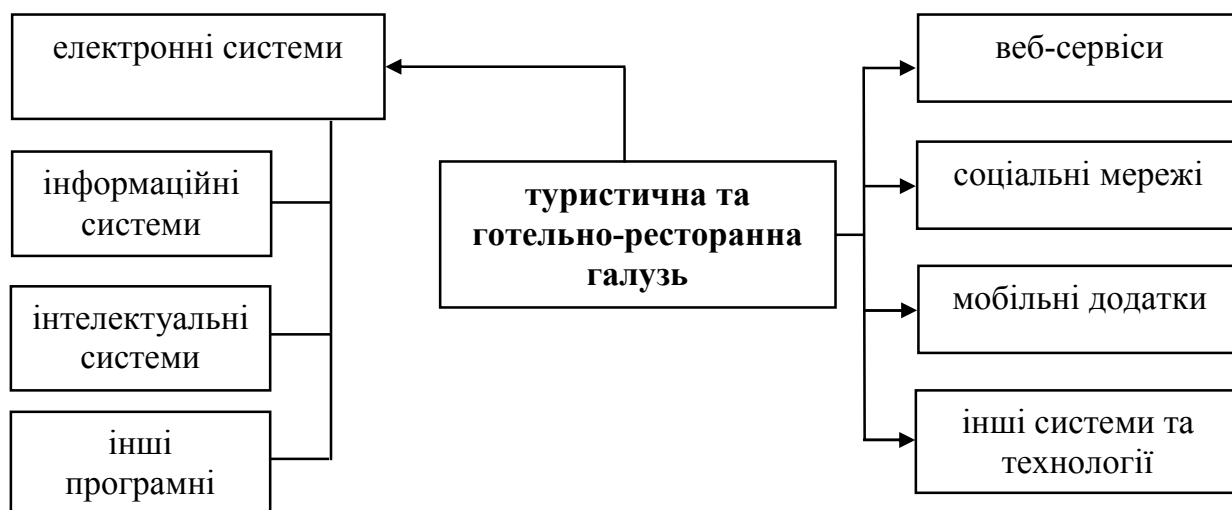 електронні системи
інформаційні
системи
інтелектуальні
системи
інші
програмні
туристична та
готельно-ресторанна
галузь
веб-сервіси
соціальні мережі
мобільні додатки
інші системи та
технології